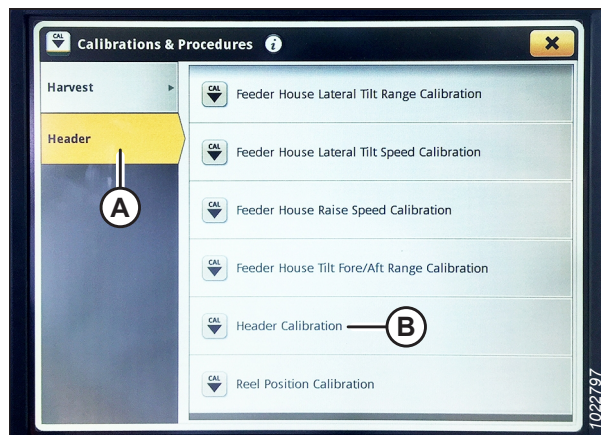 CAL Calibrations & Procedures i
Harvest
Header
A
CAL Feeder House Lateral Tilt Range Calibration
CAL Feeder House Lateral Tilt Speed Calibration
CAL Feeder House Raise Speed Calibration
CAL Feeder House Tilt Fore/Aft Range Calibration
CAL Header Calibration B
CAL Reel Position Calibration
1022797